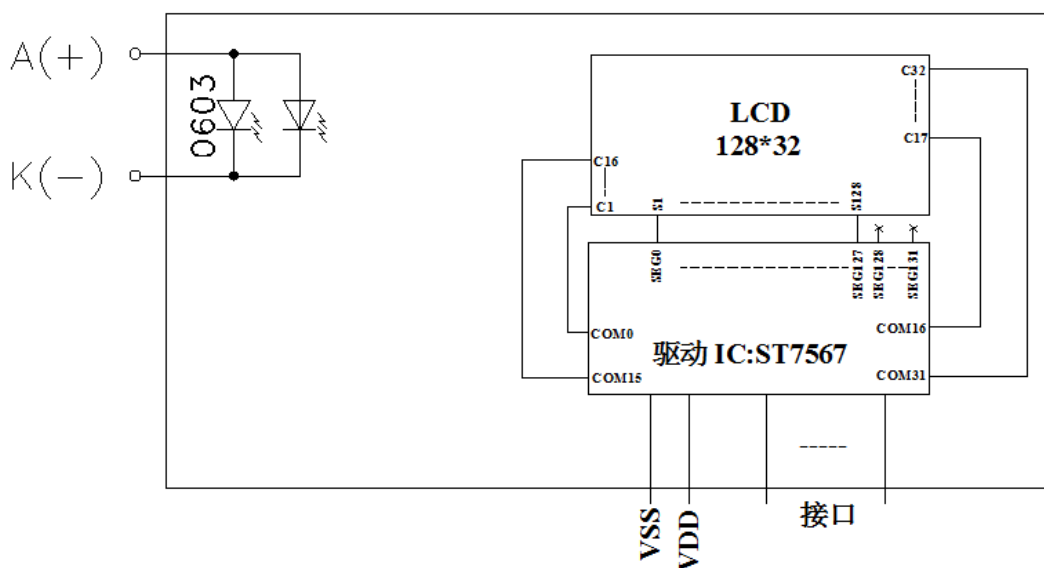 A(+)
K(-)
0603
C32
LCD
128*32
C17
C16
C1
S1
S128
SEG0
SEG127
SEG128
SEG131
COM0
COM16
驱动 IC:ST7567
COM15
COM31
VSS
VDD
接口